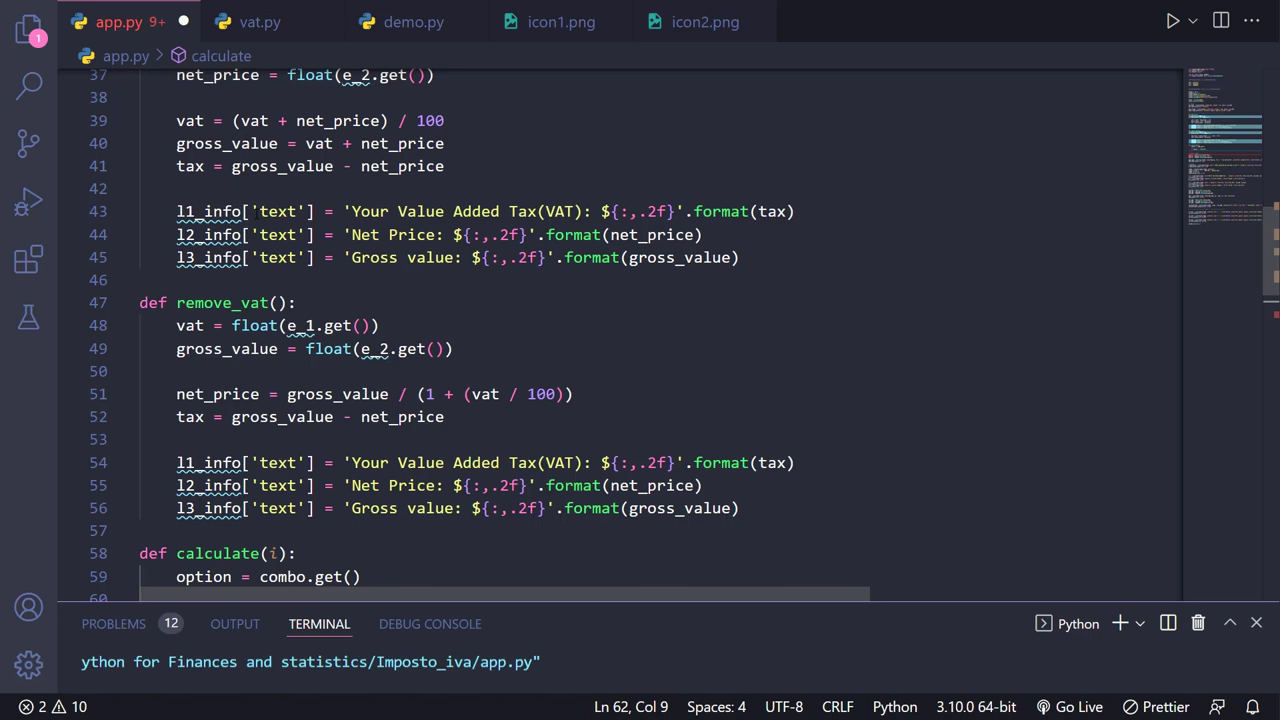 app.py 9+ vat.py demo.py icon1.png icon2.png
app.py > calculate
1
37 net_price = float(e_2.get())
38
39 vat = (vat + net_price) / 100
40 gross_value = vat + net_price
41 tax = gross_value - net_price
42
43 l1_info['text'] = 'Your Value Added Tax(VAT): ${:,.2f}'.format(tax)
44 l2_info['text'] = 'Net Price: ${:,.2f}'.format(net_price)
45 l3_info['text'] = 'Gross value: ${:,.2f}'.format(gross_value)
46
47 def remove_vat():
48 vat = float(e_1.get())
49 gross_value = float(e_2.get())
50
51 net_price = gross_value / (1 + (vat / 100))
52 tax = gross_value - net_price
53
54 l1_info['text'] = 'Your Value Added Tax(VAT): ${:,.2f}'.format(tax)
55 l2_info['text'] = 'Net Price: ${:,.2f}'.format(net_price)
56 l3_info['text'] = 'Gross value: ${:,.2f}'.format(gross_value)
57
58 def calculate(i):
59 option = combo.get()
60
PROBLEMS 12 OUTPUT TERMINAL DEBUG CONSOLE Python
ython for Finances and statistics/Imposto_iva/app.py"
2 10 Ln 62, Col 9 Spaces: 4 UTF-8 CRLF Python 3.10.0 64-bit Go Live Prettier